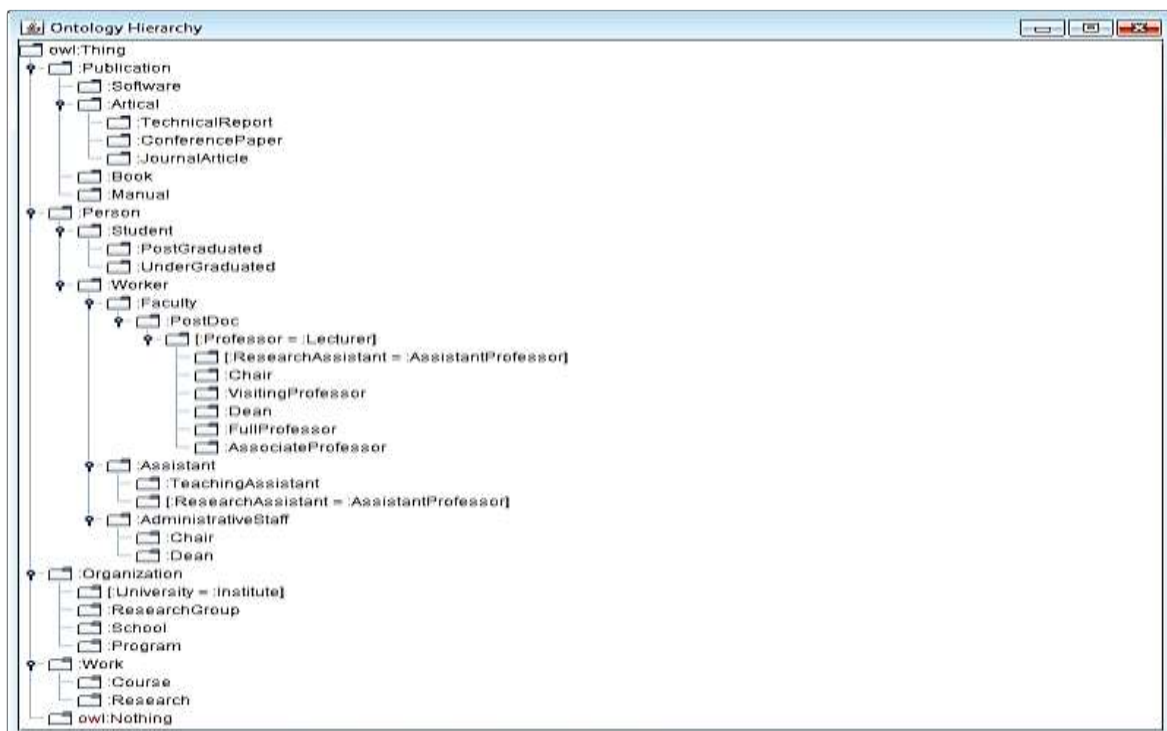 Ontology Hierarchy
owl:Thing
:Publication
:Software
:Artical
:TechnicalReport
:ConferencePaper
:JournalArticle
:Book
:Manual
:Person
:Student
:PostGraduated
:UnderGraduated
:Worker
:Faculty
:PostDoc
[:Professor = :Lecturer]
[:ResearchAssistant = :AssistantProfessor]
:Chair
:VisitingProfessor
:Dean
:FullProfessor
:AssociateProfessor
:Assistant
:TeachingAssistant
[:ResearchAssistant = :AssistantProfessor]
:AdministrativeStaff
:Chair
:Dean
:Organization
[:University = :Institute]
:ResearchGroup
:School
:Program
:Work
:Course
:Research
owl:Nothing